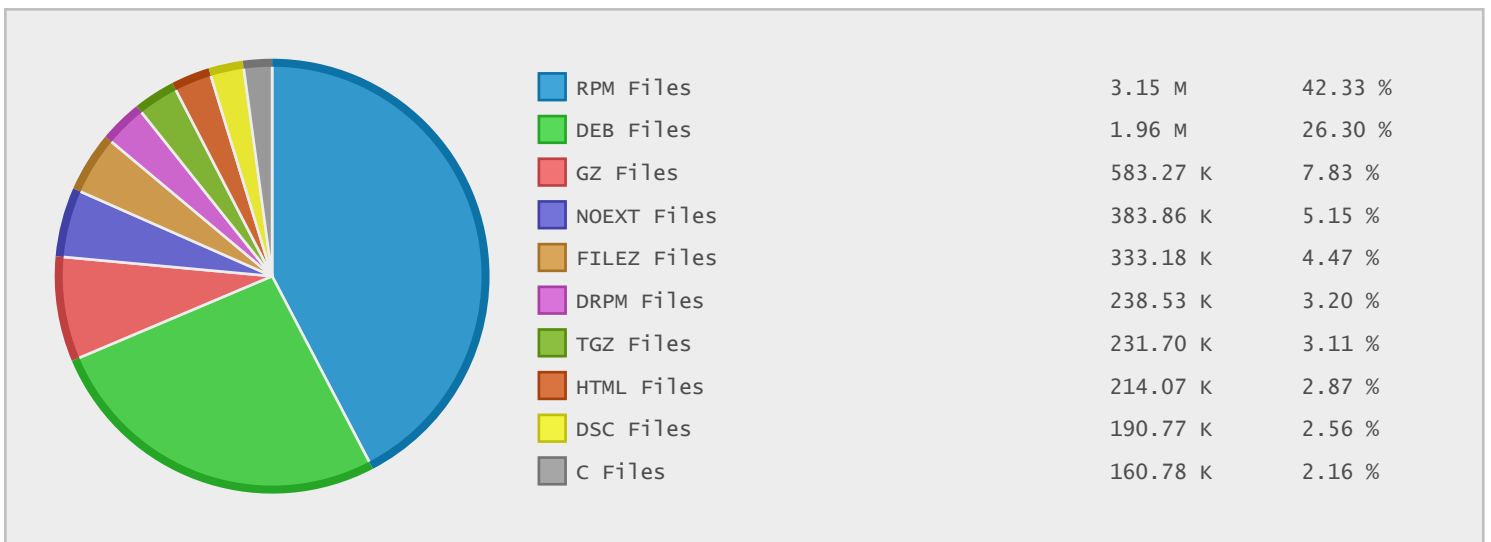 RPM Files 3.15 M 42.33 %
DEB Files 1.96 M 26.30 %
GZ Files 583.27 K 7.83 %
NOEXT Files 383.86 K 5.15 %
FILEZ Files 333.18 K 4.47 %
DRPM Files 238.53 K 3.20 %
TGZ Files 231.70 K 3.11 %
HTML Files 214.07 K 2.87 %
DSC Files 190.77 K 2.56 %
C Files 160.78 K 2.16 %